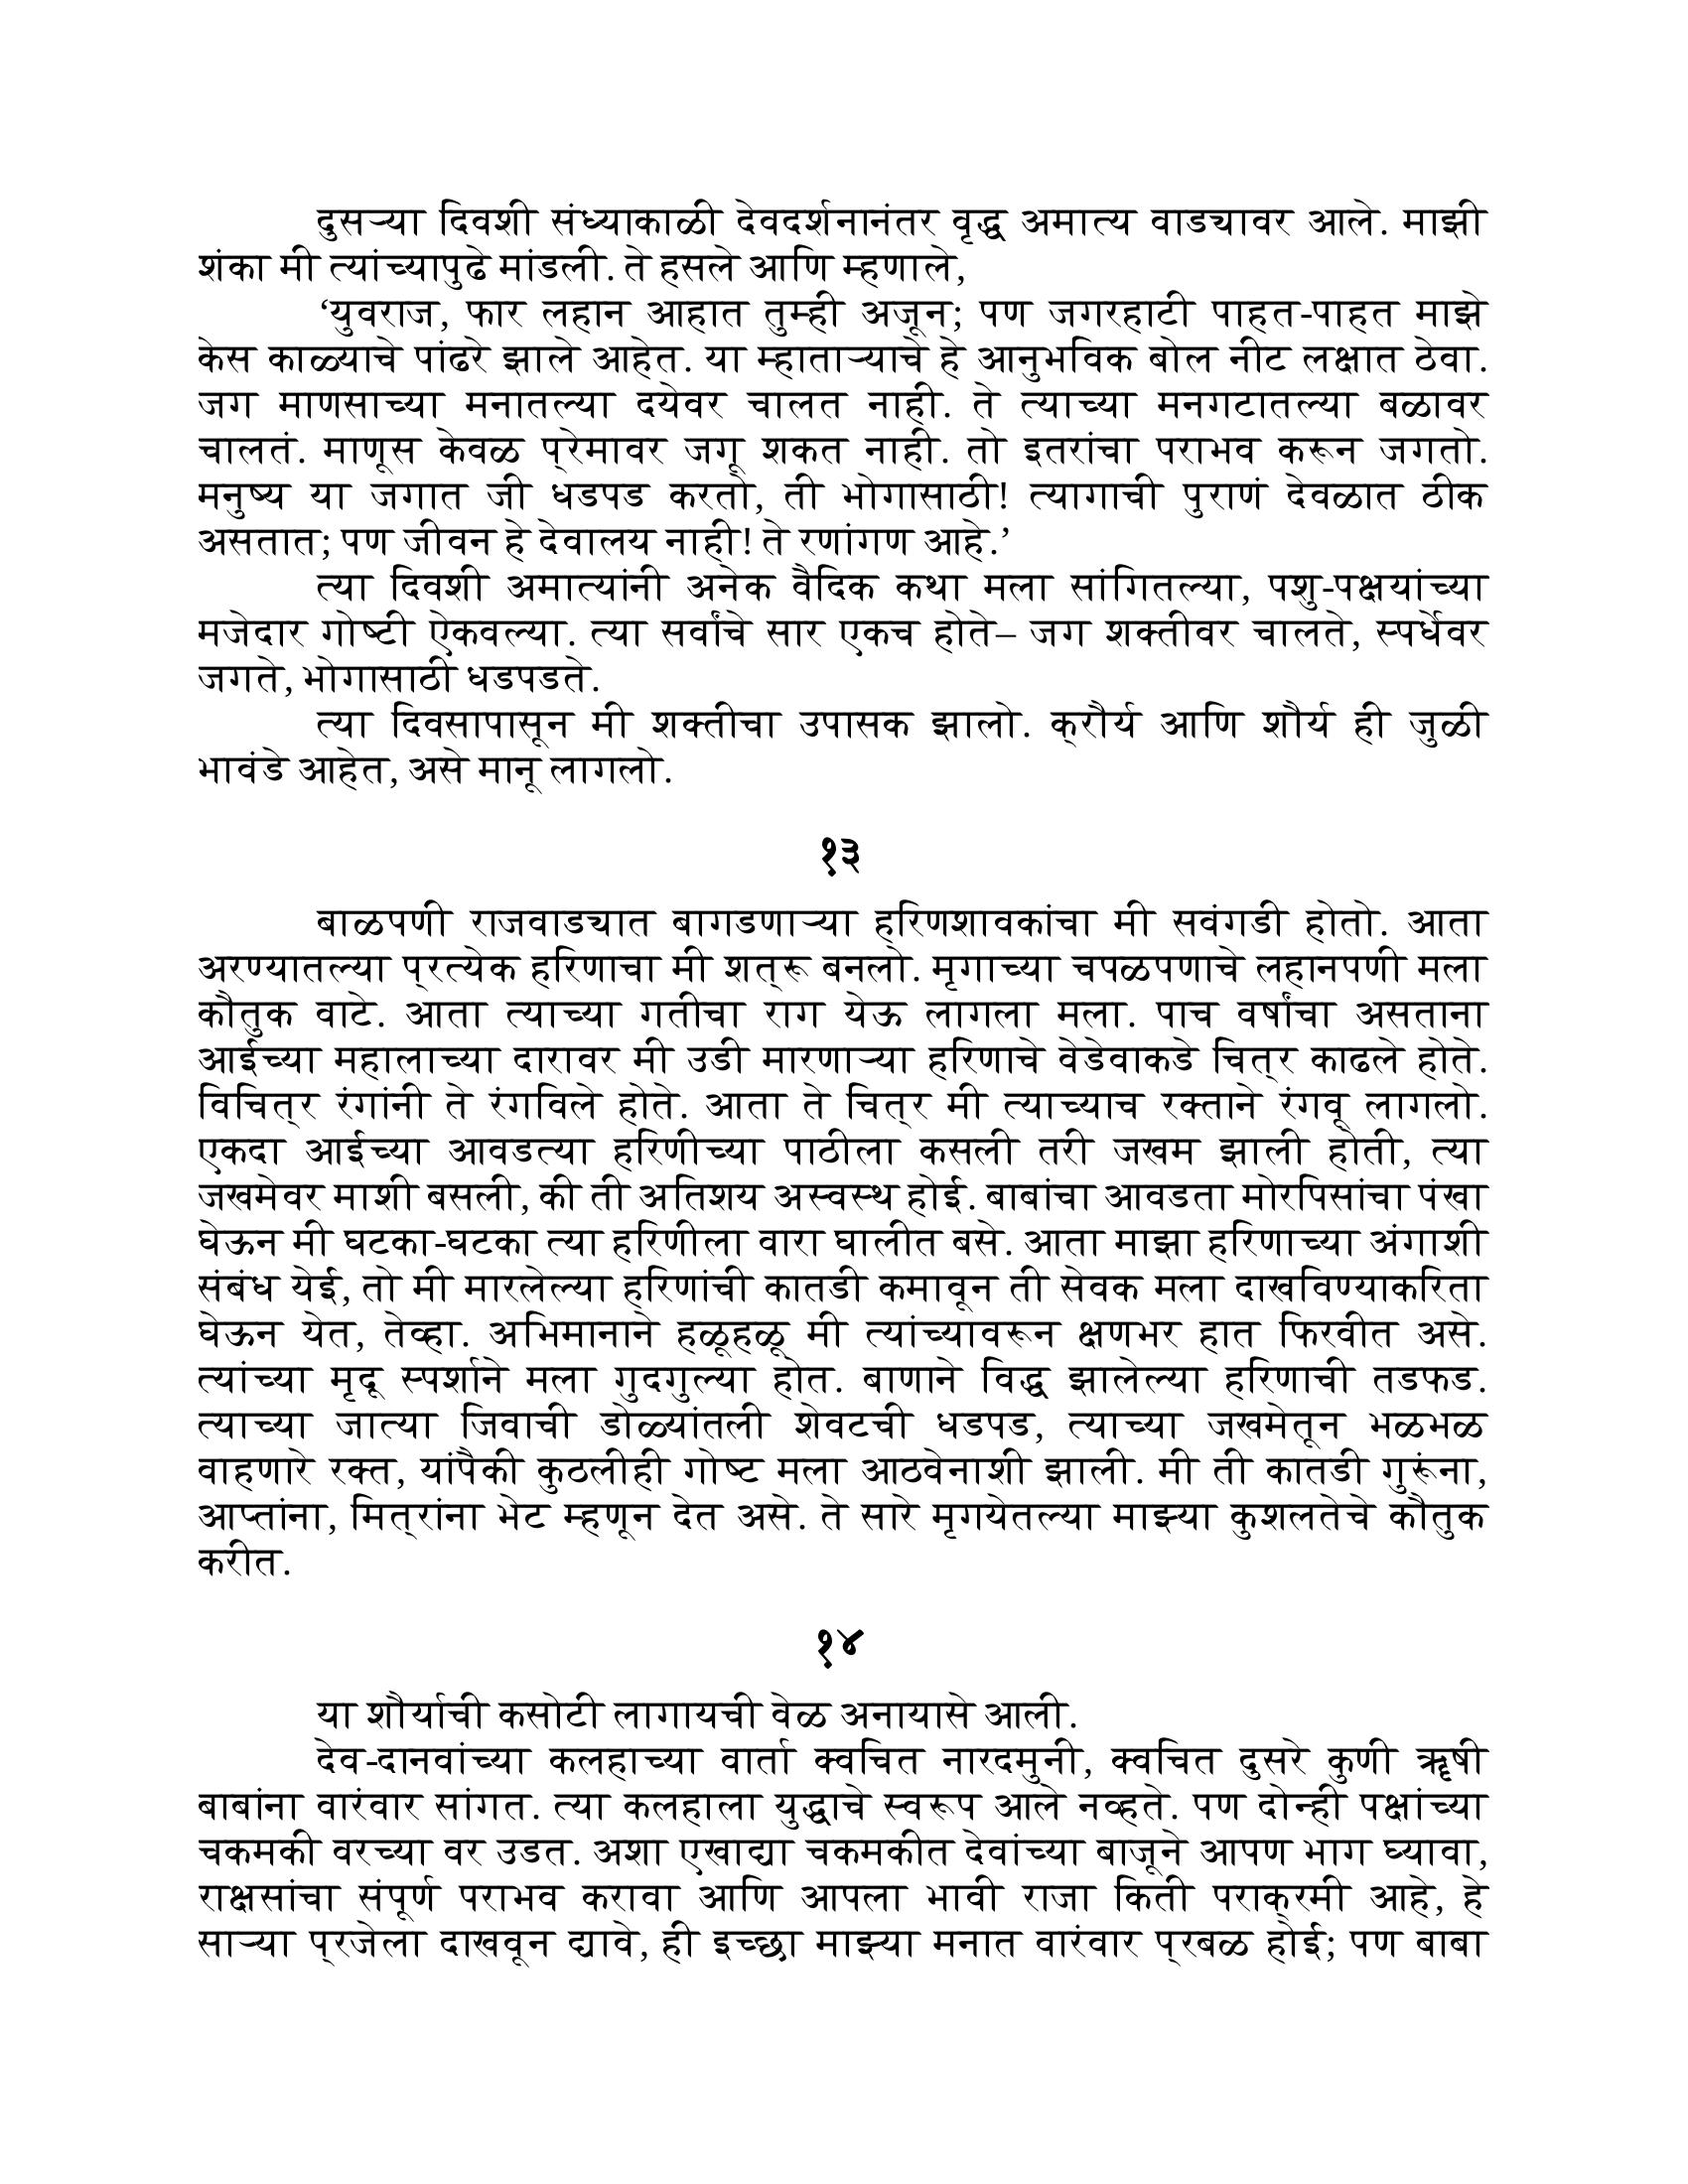 दुसऱ्या दिवशी संध्याकाळी देवदर्शनानंतर वृद्ध अमात्य वाड्यावर आले. माझी
शंका मी त्यांच्यापुढे मांडली. ते हसले आणि म्हणाले,
‘युवराज, फार लहान आहात तुम्ही अजून; पण जगरहाटी पाहत-पाहत माझे
केस काळ्याचे पांढरे झाले आहेत. या म्हाताऱ्याचे हे आनुभविक बोल नीट लक्षात ठेवा.
जग माणसाच्या मनातल्या दयेवर चालत नाही. ते त्याच्या मनगटातल्या बळावर
चालतं. माणूस केवळ प्रेमावर जगू शकत नाही. तो इतरांचा पराभव करून जगतो.
मनुष्य या जगात जी धडपड करतो, ती भोगासाठी! त्यागाची पुराणं देवळात ठीक
असतात; पण जीवन हे देवालय नाही! ते रणांगण आहे.’
त्या दिवशी अमात्यांनी अनेक वैदिक कथा मला सांगितल्या, पशु-पक्षयांच्या
मजेदार गोष्टी ऐकवल्या. त्या सर्वांचे सार एकच होते– जग शक्तीवर चालते, स्पर्धेवर
जगते, भोगासाठी धडपडते.
त्या दिवसापासून मी शक्तीचा उपासक झालो. क्रौर्य आणि शौर्य ही जुळी
भावंडे आहेत, असे मानू लागलो.
१३
बाळपणी राजवाड्यात बागडणाऱ्या हरिणशावकांचा मी सवंगडी होतो. आता
अरण्यातल्या प्रत्येक हरिणाचा मी शत्रू बनलो. मृगाच्या चपळपणाचे लहानपणी मला
कौतुक वाटे. आता त्याच्या गतीचा राग येऊ लागला मला. पाच वर्षांचा असताना
आईच्या महालाच्या दारावर मी उडी मारणाऱ्या हरिणाचे वेडेवाकडे चित्र काढले होते.
विचित्र रंगांनी ते रंगविले होते. आता ते चित्र मी त्याच्याच रक्ताने रंगवू लागलो.
एकदा आईच्या आवडत्या हरिणीच्या पाठीला कसली तरी जखम झाली होती, त्या
जखमेवर माशी बसली, की ती अतिशय अस्वस्थ होई. बाबांचा आवडता मोरपिसांचा पंखा
घेऊन मी घटका-घटका त्या हरिणीला वारा घालीत बसे. आता माझा हरिणाच्या अंगाशी
संबंध येई, तो मी मारलेल्या हरिणांची कातडी कमावून ती सेवक मला दाखविण्याकरिता
घेऊन येत, तेव्हा. अभिमानाने हळूहळू मी त्यांच्यावरून क्षणभर हात फिरवीत असे.
त्यांच्या मृदू स्पर्शाने मला गुदगुल्या होत. बाणाने विद्ध झालेल्या हरिणाची तडफड.
त्याच्या जात्या जिवाची डोळ्यांतली शेवटची धडपड, त्याच्या जखमेतून भळभळ
वाहणारे रक्त, यांपैकी कुठलीही गोष्ट मला आठवेनाशी झाली. मी ती कातडी गुरूंना,
आप्तांना, मित्रांना भेट म्हणून देत असे. ते सारे मृगयेतल्या माझ्या कुशलतेचे कौतुक
करीत.
१४
या शौर्याची कसोटी लागायची वेळ अनायासे आली.
देव-दानवांच्या कलहाच्या वार्ता क्वचित नारदमुनी, क्वचित दुसरे कुणी ॠषी
बाबांना वारंवार सांगत. त्या कलहाला युद्धाचे स्वरूप आले नव्हते. पण दोन्ही पक्षांच्या
चकमकी वरच्या वर उडत. अशा एखाद्या चकमकीत देवांच्या बाजूने आपण भाग घ्यावा,
राक्षसांचा संपूर्ण पराभव करावा आणि आपला भावी राजा किती पराक्रमी आहे, हे
साऱ्या प्रजेला दाखवून द्यावे, ही इच्छा माझ्या मनात वारंवार प्रबळ होई; पण बाबा